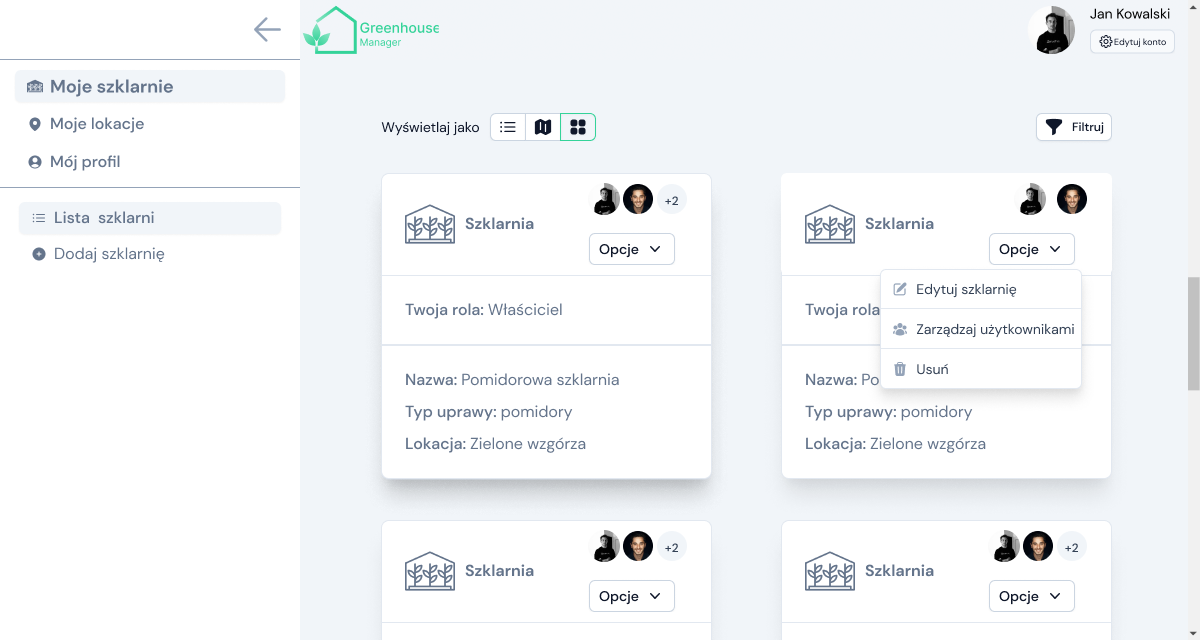 Greenhouse
Manager
Jan Kowalski
Edytuj konto
Moje szklarnie
Moje lokacje
Mój profil
Lista szklarni
Dodaj szklarnię
Wyświetlaj jako
Filtruj
+2
Szklarnia
Opcje
Twoja rola: Właściciel
Nazwa: Pomidorowa szklarnia
Typ uprawy: pomidory
Lokacja: Zielone wzgórza
Szklarnia
Opcje
Edytuj szklarnię
Zarządzaj użytkownikami
Usuń
Twoja rola
Nazwa: Po
Typ uprawy: pomidory
Lokacja: Zielone wzgórza
+2
Szklarnia
Opcje
+2
Szklarnia
Opcje